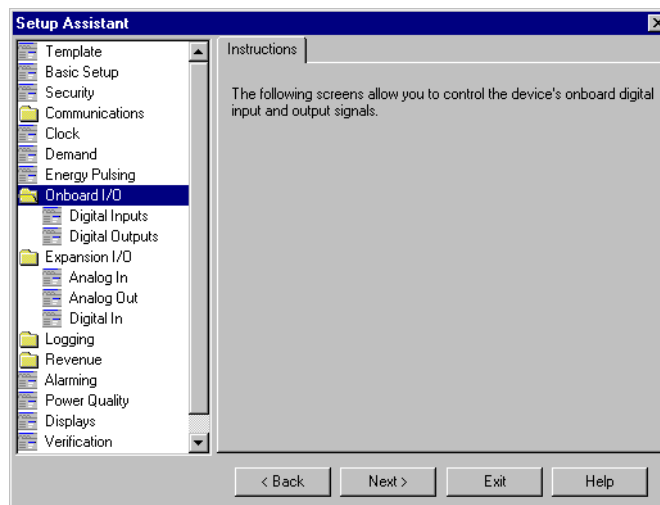 Setup Assistant
Template
Basic Setup
Security
Communications
Clock
Demand
Energy Pulsing
Onboard I/O
Digital Inputs
Digital Outputs
Expansion I/O
Analog In
Analog Out
Digital In
Logging
Revenue
Alarming
Power Quality
Displays
Verification
Instructions
The following screens allow you to control the device's onboard digital
input and output signals.
< Back
Next >
Exit
Help